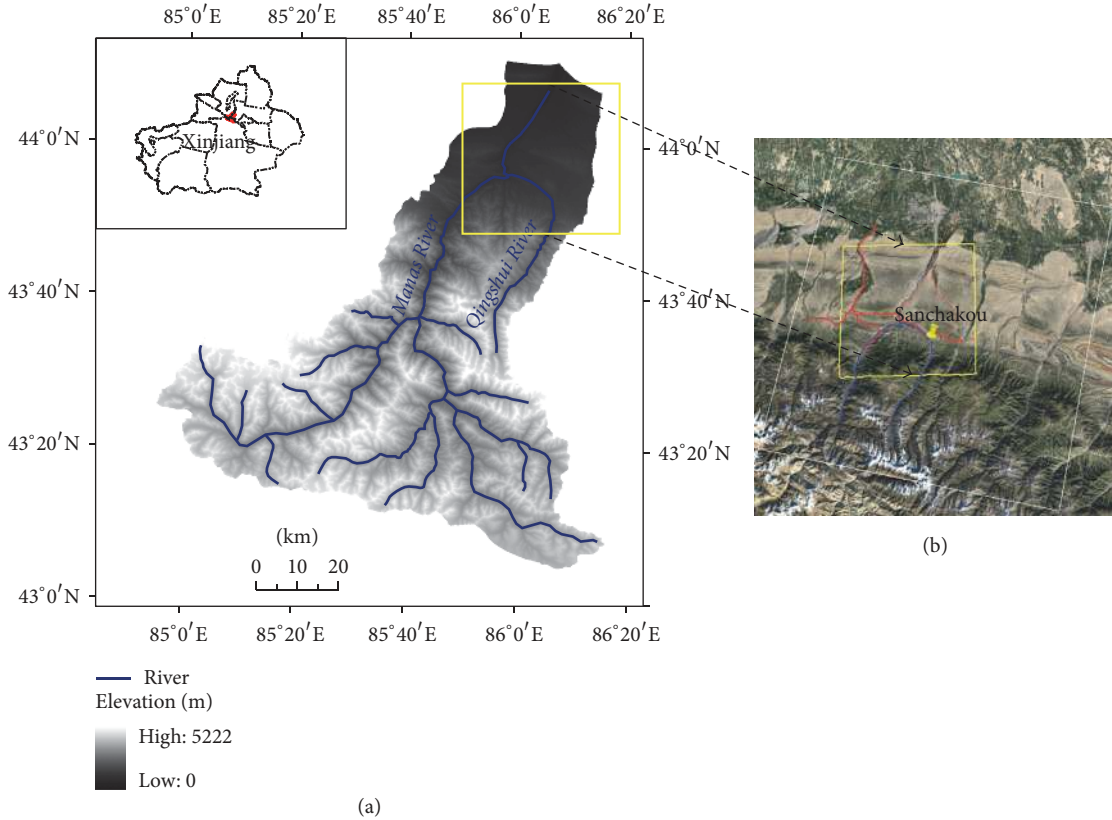 85°0′E 85°20′E 85°40′E 86°0′E 86°20′E
44°0′N
43°40′N
43°20′N
43°0′N
Xinjiang
Manas River
Qingshui River
44°0′N
43°40′N
43°20′N
Sanchakou
(b)
(km)
0 10 20
85°0′E 85°20′E 85°40′E 86°0′E 86°20′E
River
Elevation (m)
High: 5222
Low: 0
(a)